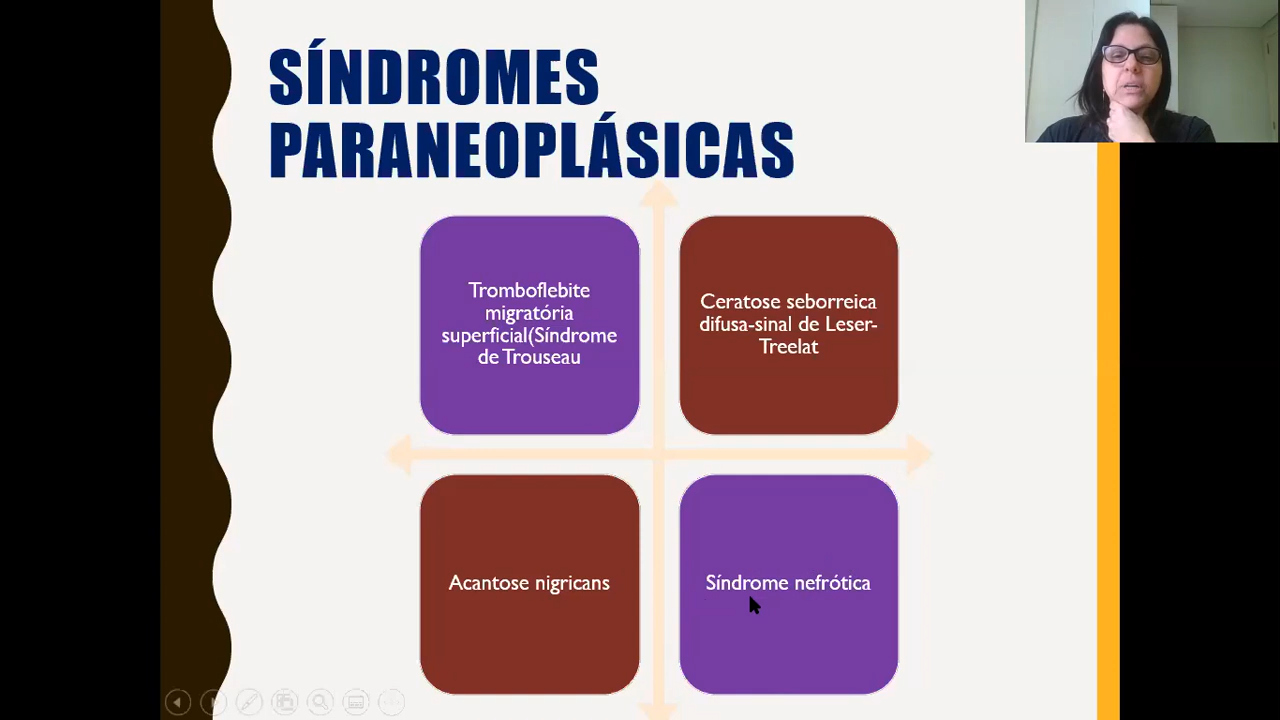 SÍNDROMES
PARANEOPLÁSICAS
Tromboflebite
migratória
superficial(Síndrome
de Trouseau
Ceratose seborreica
difusa-sinal de Leser-
Treelat
Acantose nigricans
Síndrome nefrótica